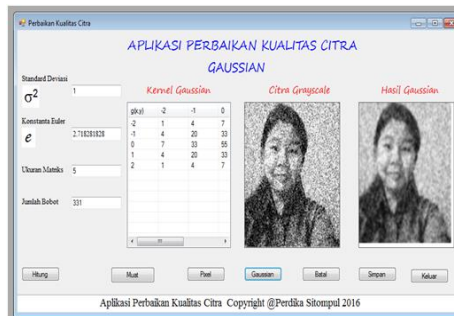 Perbaikan Kualitas Citra
APLIKASI PERBAIKAN KUALITAS CITRA
GAUSSIAN
Standard Deviasi
σ² 1
Konstanta Euler
e 2.718281828
Ukuran Matriks 5
Jumlah Bobot 331
Kernel Gaussian
g(x,y) -2 -1 0
-2 1 4 7
-1 4 20 33
0 7 33 55
1 4 20 33
2 1 4 7
Citra Grayscale
Hasil Gaussian
Hitung Muat Pixel Gaussian Batal Simpan Keluar
Aplikasi Perbaikan Kualitas Citra Copyright @Perdika Sitompul 2016